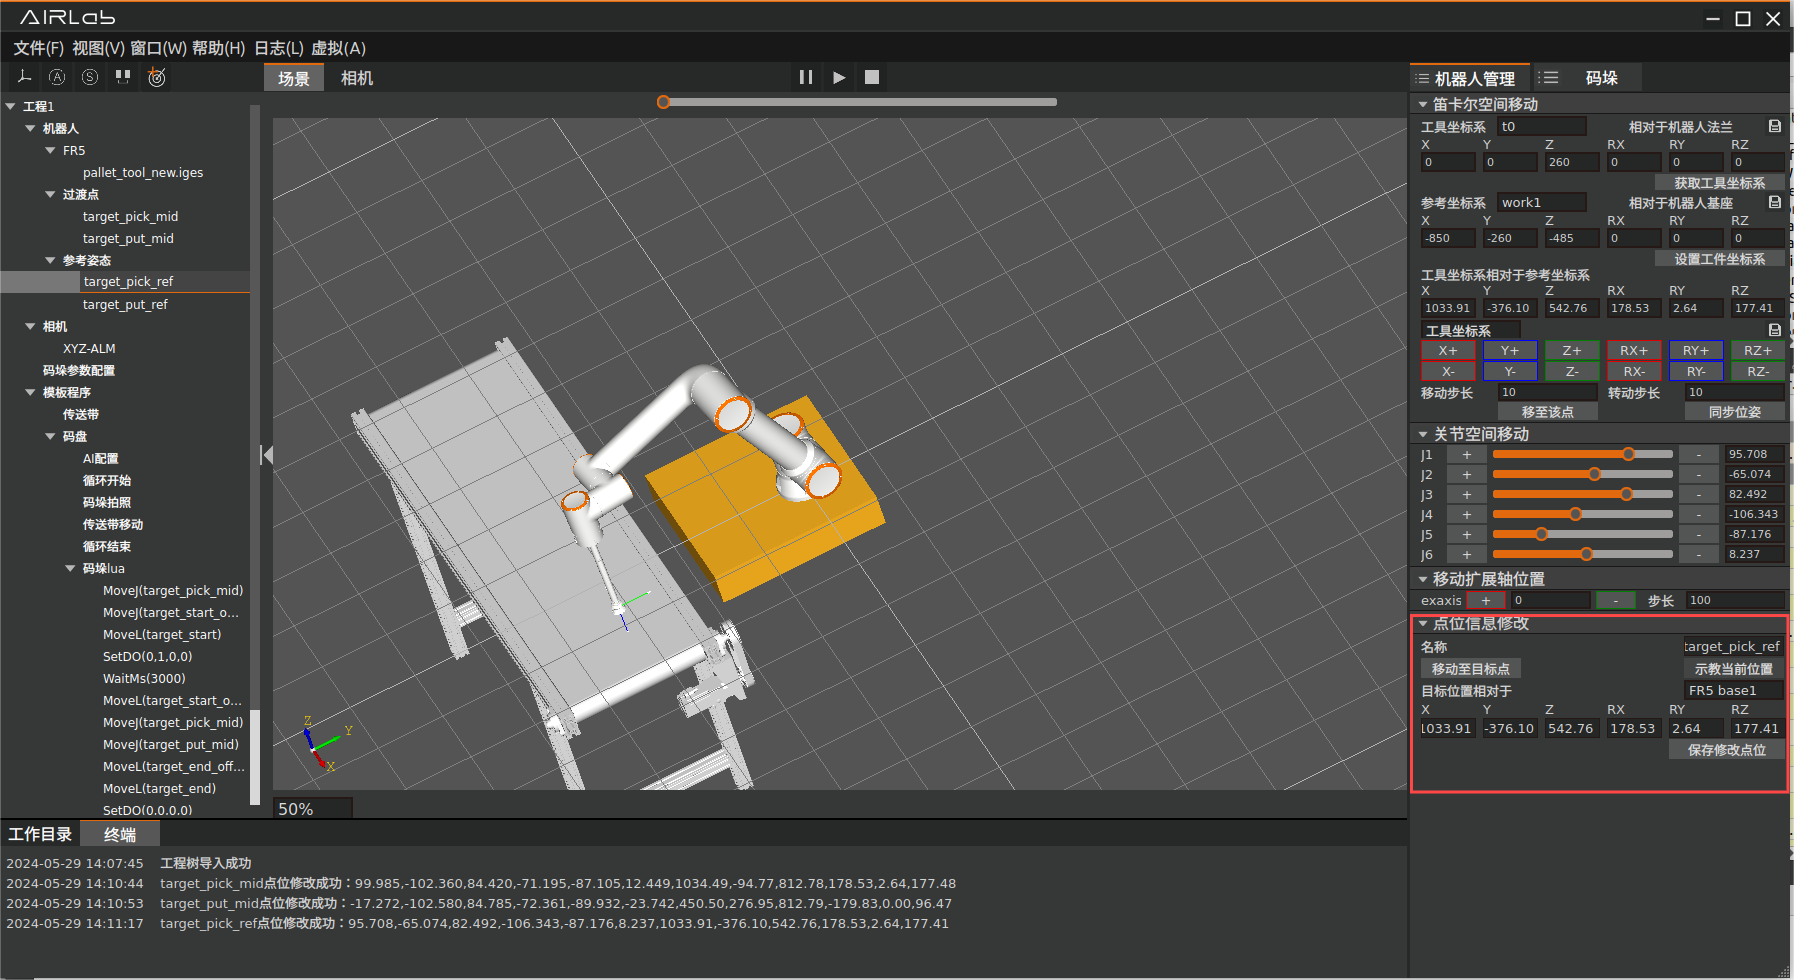 AIRLab
文件(F) 视图(V) 窗口(W) 帮助(H) 日志(L) 虚拟(A)
场景 相机
工程1
机器人
FR5
pallet_tool_new.iges
过渡点
target_pick_mid
target_put_mid
参考姿态
target_pick_ref
target_put_ref
相机
XYZ-ALM
码垛参数配置
模板程序
传送带
码盘
AI配置
循环开始
码垛拍照
传送带移动
循环结束
码垛lua
MoveJ(target_pick_mid)
MoveJ(target_start_o...
MoveL(target_start)
SetDO(0,1,0,0)
WaitMs(3000)
MoveL(target_start_o...
MoveJ(target_pick_mid)
MoveJ(target_put_mid)
MoveL(target_end_off...
MoveL(target_end)
SetDO(0,0,0,0)
Z
Y
X
50%
机器人管理 码垛
笛卡尔空间移动
工具坐标系 t0 相对于机器人法兰
X Y Z RX RY RZ
0 0 260 0 0 0
获取工具坐标系
参考坐标系 work1 相对于机器人基座
X Y Z RX RY RZ
-850 -260 -485 0 0 0
设置工件坐标系
工具坐标系相对于参考坐标系
X Y Z RX RY RZ
1033.91 -376.10 542.76 178.53 2.64 177.41
工具坐标系
X+ Y+ Z+ RX+ RY+ RZ+
X- Y- Z- RX- RY- RZ-
移动步长 10 转动步长 10
移至该点 同步位姿
关节空间移动
J1 + - 95.708
J2 + - -65.074
J3 + - 82.492
J4 + - -106.343
J5 + - -87.176
J6 + - 8.237
移动扩展轴位置
exaxis + 0 - 步长 100
点位信息修改
名称 target_pick_ref
移动至目标点 示教当前位置
目标位置相对于 FR5 base1
X Y Z RX RY RZ
1033.91 -376.10 542.76 178.53 2.64 177.41
保存修改点位
工作目录 终端
2024-05-29 14:07:45 工程树导入成功
2024-05-29 14:10:44 target_pick_mid点位修改成功：99.985,-102.360,84.420,-71.195,-87.105,12.449,1034.49,-94.77,812.78,178.53,2.64,177.48
2024-05-29 14:10:53 target_put_mid点位修改成功：-17.272,-102.580,84.785,-72.361,-89.932,-23.742,450.50,276.95,812.79,-179.83,0.00,96.47
2024-05-29 14:11:17 target_pick_ref点位修改成功：95.708,-65.074,82.492,-106.343,-87.176,8.237,1033.91,-376.10,542.76,178.53,2.64,177.41